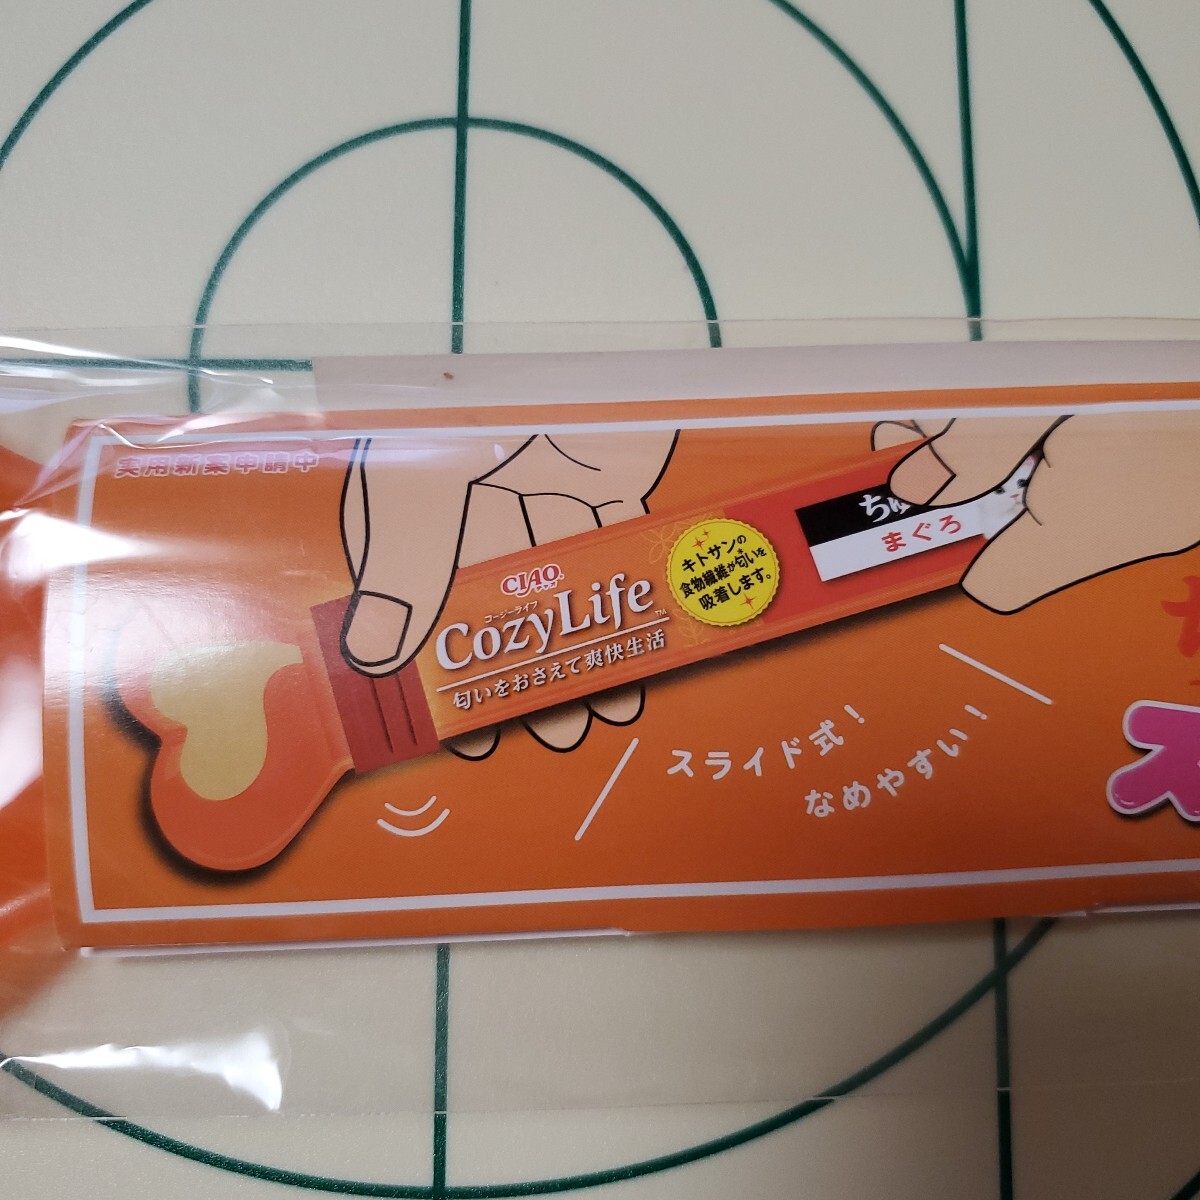 実用新案申請中
CIAO
チャオ
コージーライフ
CozyLife™
匂いをおさえて爽快生活
キトサンの
食物繊維が匂い*を
吸着します。
ちゅ
まぐろ
スライド式!
なめやすい!